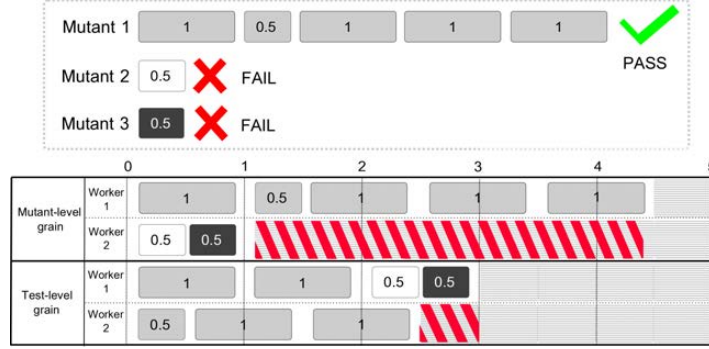 Mutant 1 1 0.5 1 1 1
PASS
Mutant 2 0.5 FAIL
Mutant 3 0.5 FAIL
0 1 2 3 4 5
Mutant-level grain
Worker 1 1 0.5 1 1 1
Worker 2 0.5 0.5
Test-level grain
Worker 1 1 1 0.5 0.5
Worker 2 0.5 1 1